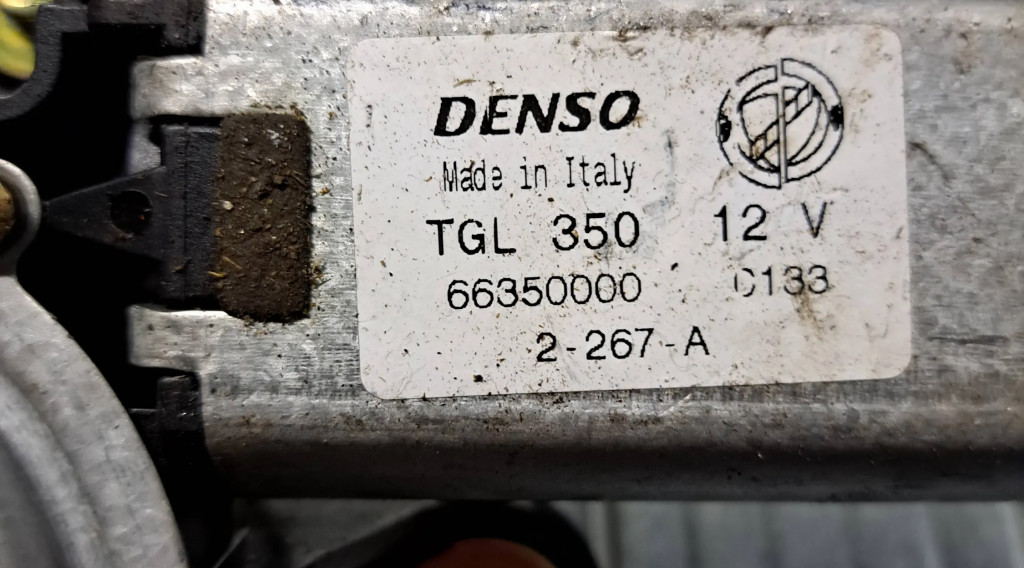 DENSO
Made in Italy
TGL 350 12 V
66350000 C133
2-267-A